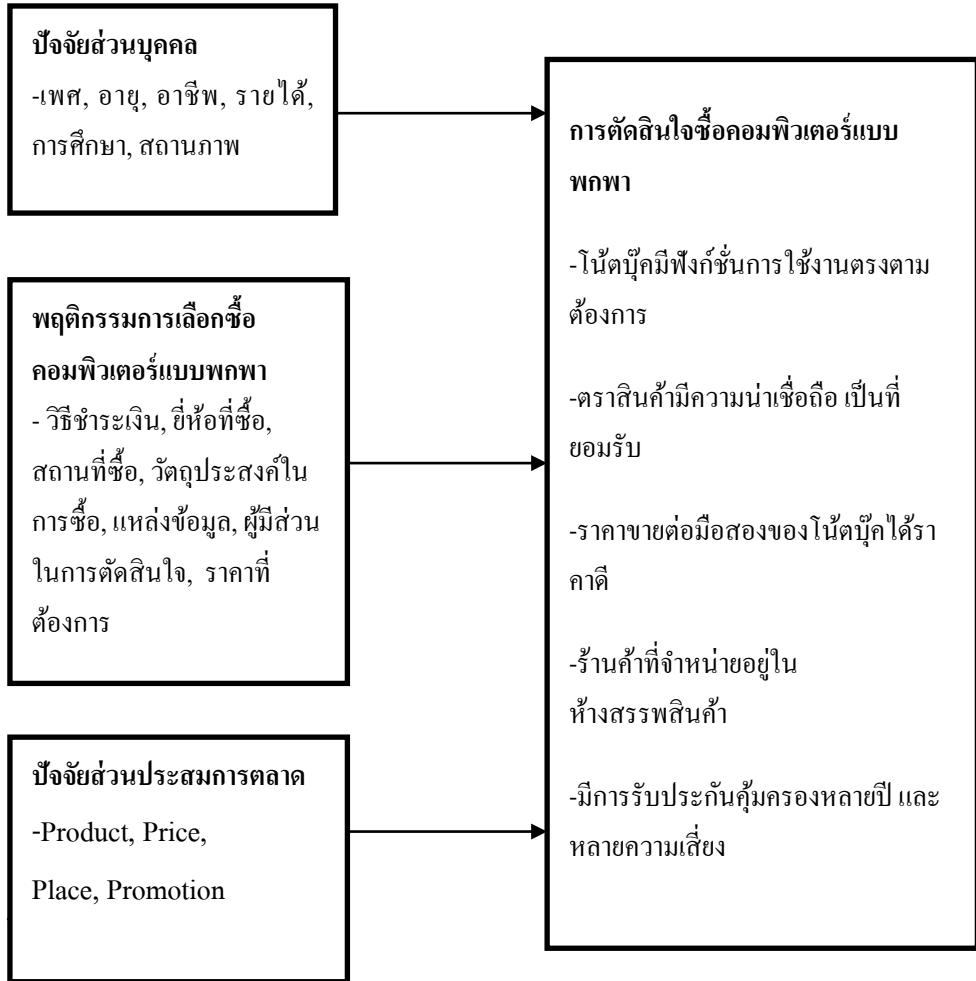 ปัจจัยส่วนบุคคล
-เพศ, อายุ, อาชีพ, รายได้,
การศึกษา, สถานภาพ
พฤติกรรมการเลือกซื้อ
คอมพิวเตอร์แบบพกพา
- วิธีชำระเงิน, ยี่ห้อที่ซื้อ,
สถานที่ซื้อ, วัตถุประสงค์ใน
การซื้อ, แหล่งข้อมูล, ผู้มีส่วน
ในการตัดสินใจ, ราคาที่
ต้องการ
ปัจจัยส่วนประสมการตลาด
-Product, Price,
Place, Promotion
การตัดสินใจซื้อคอมพิวเตอร์แบบ
พกพา
-โน้ตบุ๊คมีฟังก์ชั่นการใช้งานตรงตาม
ต้องการ
-ตราสินค้ามีความน่าเชื่อถือ เป็นที่
ยอมรับ
-ราคาขายต่อมือสองของโน้ตบุ๊คได้รา
คาดี
-ร้านค้าที่จำหน่ายอยู่ใน
ห้างสรรพสินค้า
-มีการรับประกันคุ้มครองหลายปี และ
หลายความเสี่ยง